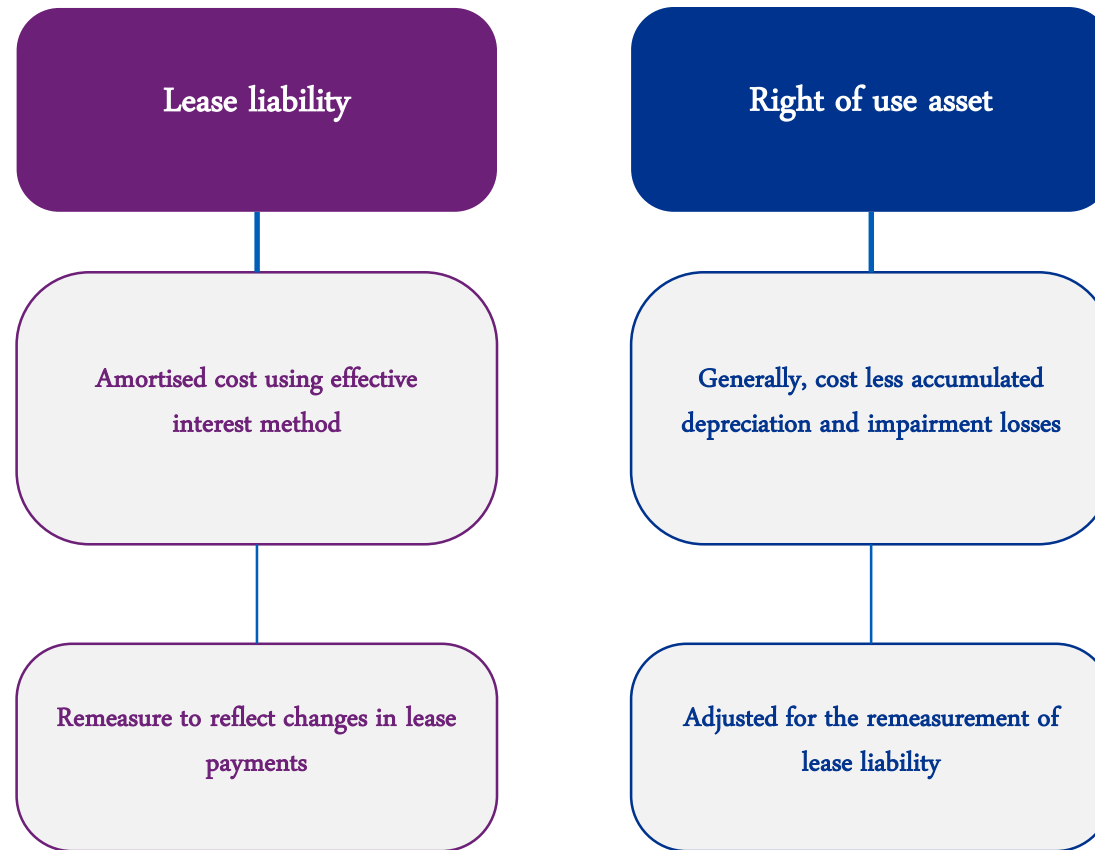 Lease liability
Right of use asset
Amortised cost using effective
interest method
Generally, cost less accumulated
depreciation and impairment losses
Remeasure to reflect changes in lease
payments
Adjusted for the remeasurement of
lease liability